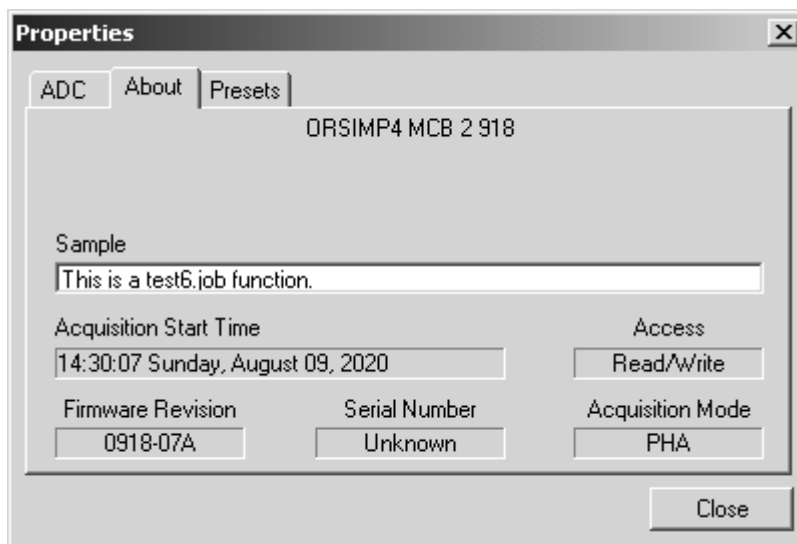 Properties
ADC About Presets
ORSIMP4 MCB 2 918
Sample
This is a test6.job function.
Acquisition Start Time Access
14:30:07 Sunday, August 09, 2020 Read/Write
Firmware Revision Serial Number Acquisition Mode
0918-07A Unknown PHA
Close